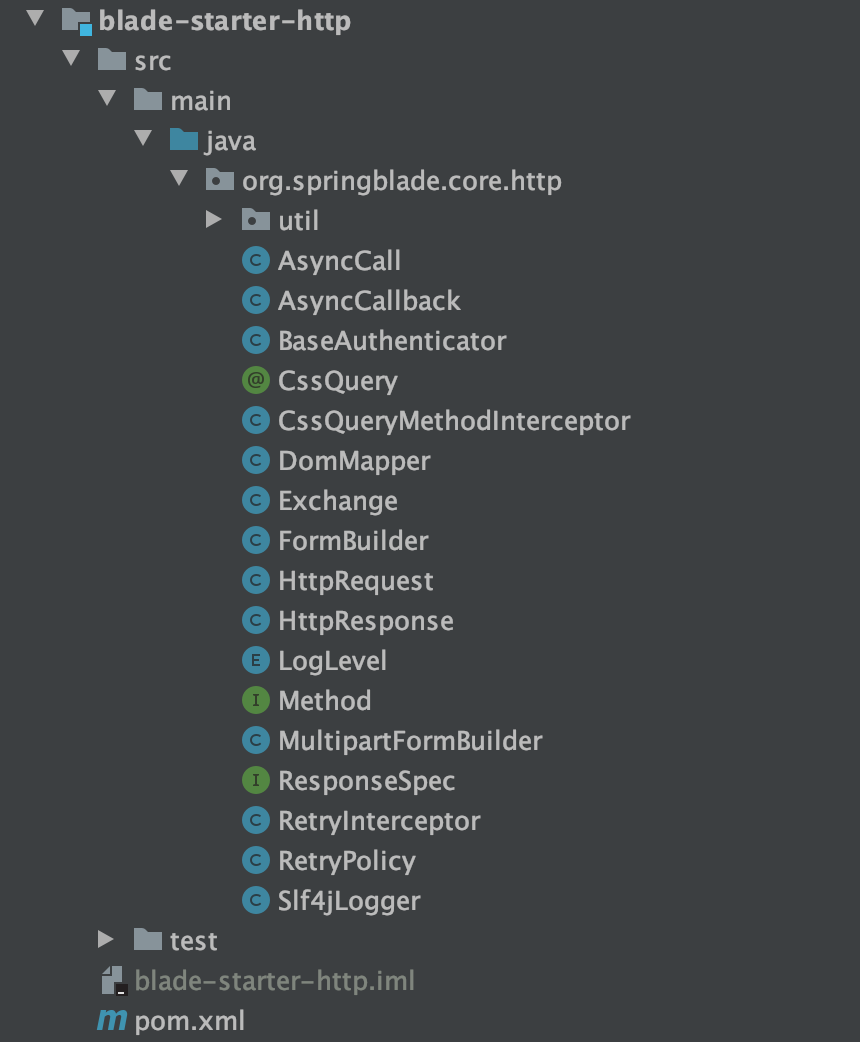 blade-starter-http
src
main
java
org.springblade.core.http
util
C AsyncCall
C AsyncCallback
C BaseAuthenticator
@ CssQuery
C CssQueryMethodInterceptor
C DomMapper
C Exchange
C FormBuilder
C HttpRequest
C HttpResponse
E LogLevel
I Method
C MultipartFormBuilder
I ResponseSpec
C RetryInterceptor
C RetryPolicy
C Slf4jLogger
test
blade-starter-http.iml
m pom.xml